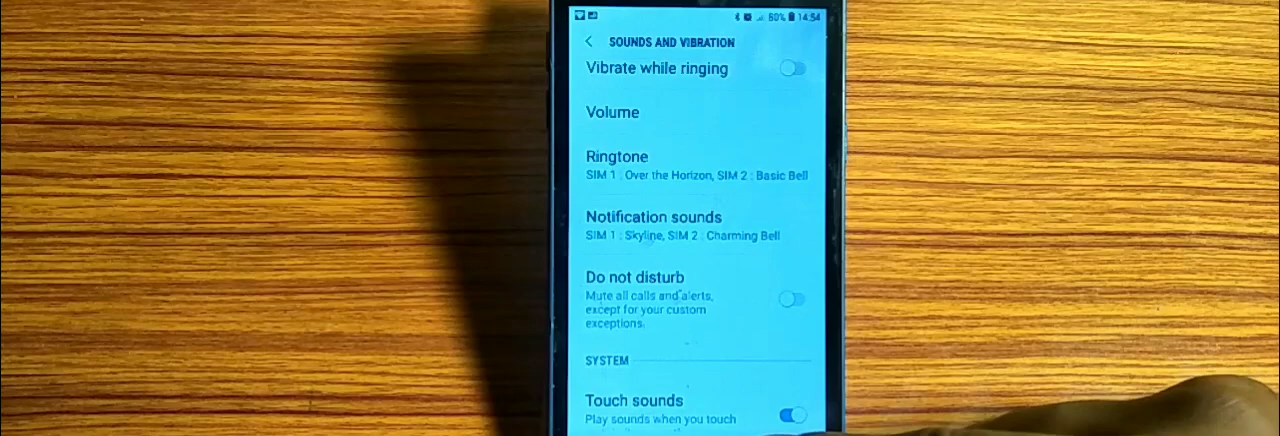 80% 14:54
SOUNDS AND VIBRATION
Vibrate while ringing
Volume
Ringtone
SIM 1 : Over the Horizon, SIM 2 : Basic Bell
Notification sounds
SIM 1 : Skyline, SIM 2 : Charming Bell
Do not disturb
Mute all calls and alerts,
except for your custom
exceptions.
SYSTEM
Touch sounds
Play sounds when you touch